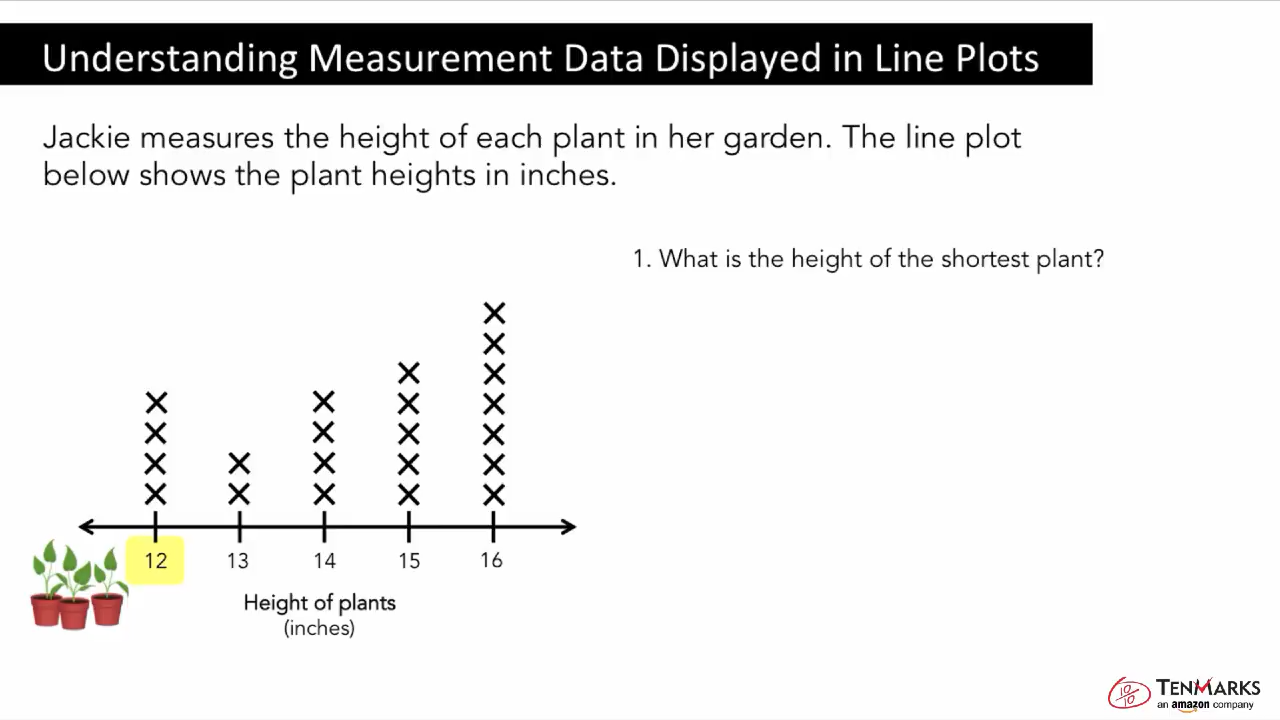 Understanding Measurement Data Displayed in Line Plots
Jackie measures the height of each plant in her garden. The line plot
below shows the plant heights in inches.
1. What is the height of the shortest plant?
12 13 14 15 16
Height of plants
(inches)
10/10 TENMARKS
an amazon company